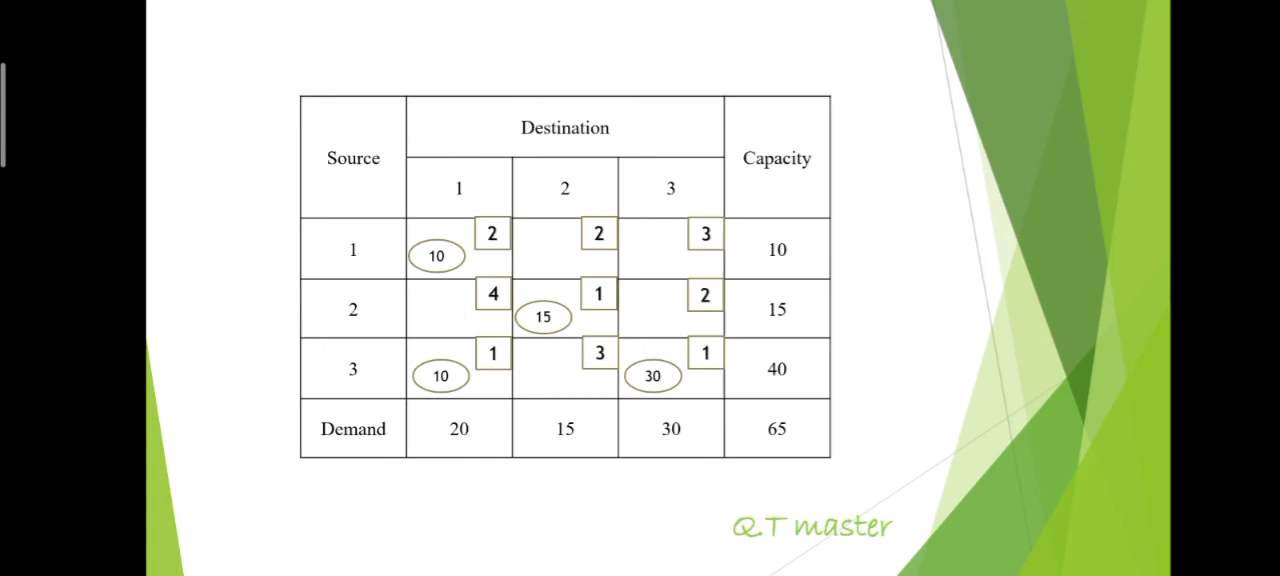 Source Destination Capacity
1 2 3
1 10 2 2 3 10
2 4 15 1 2 15
3 10 1 3 30 1 40
Demand 20 15 30 65
Q.T master